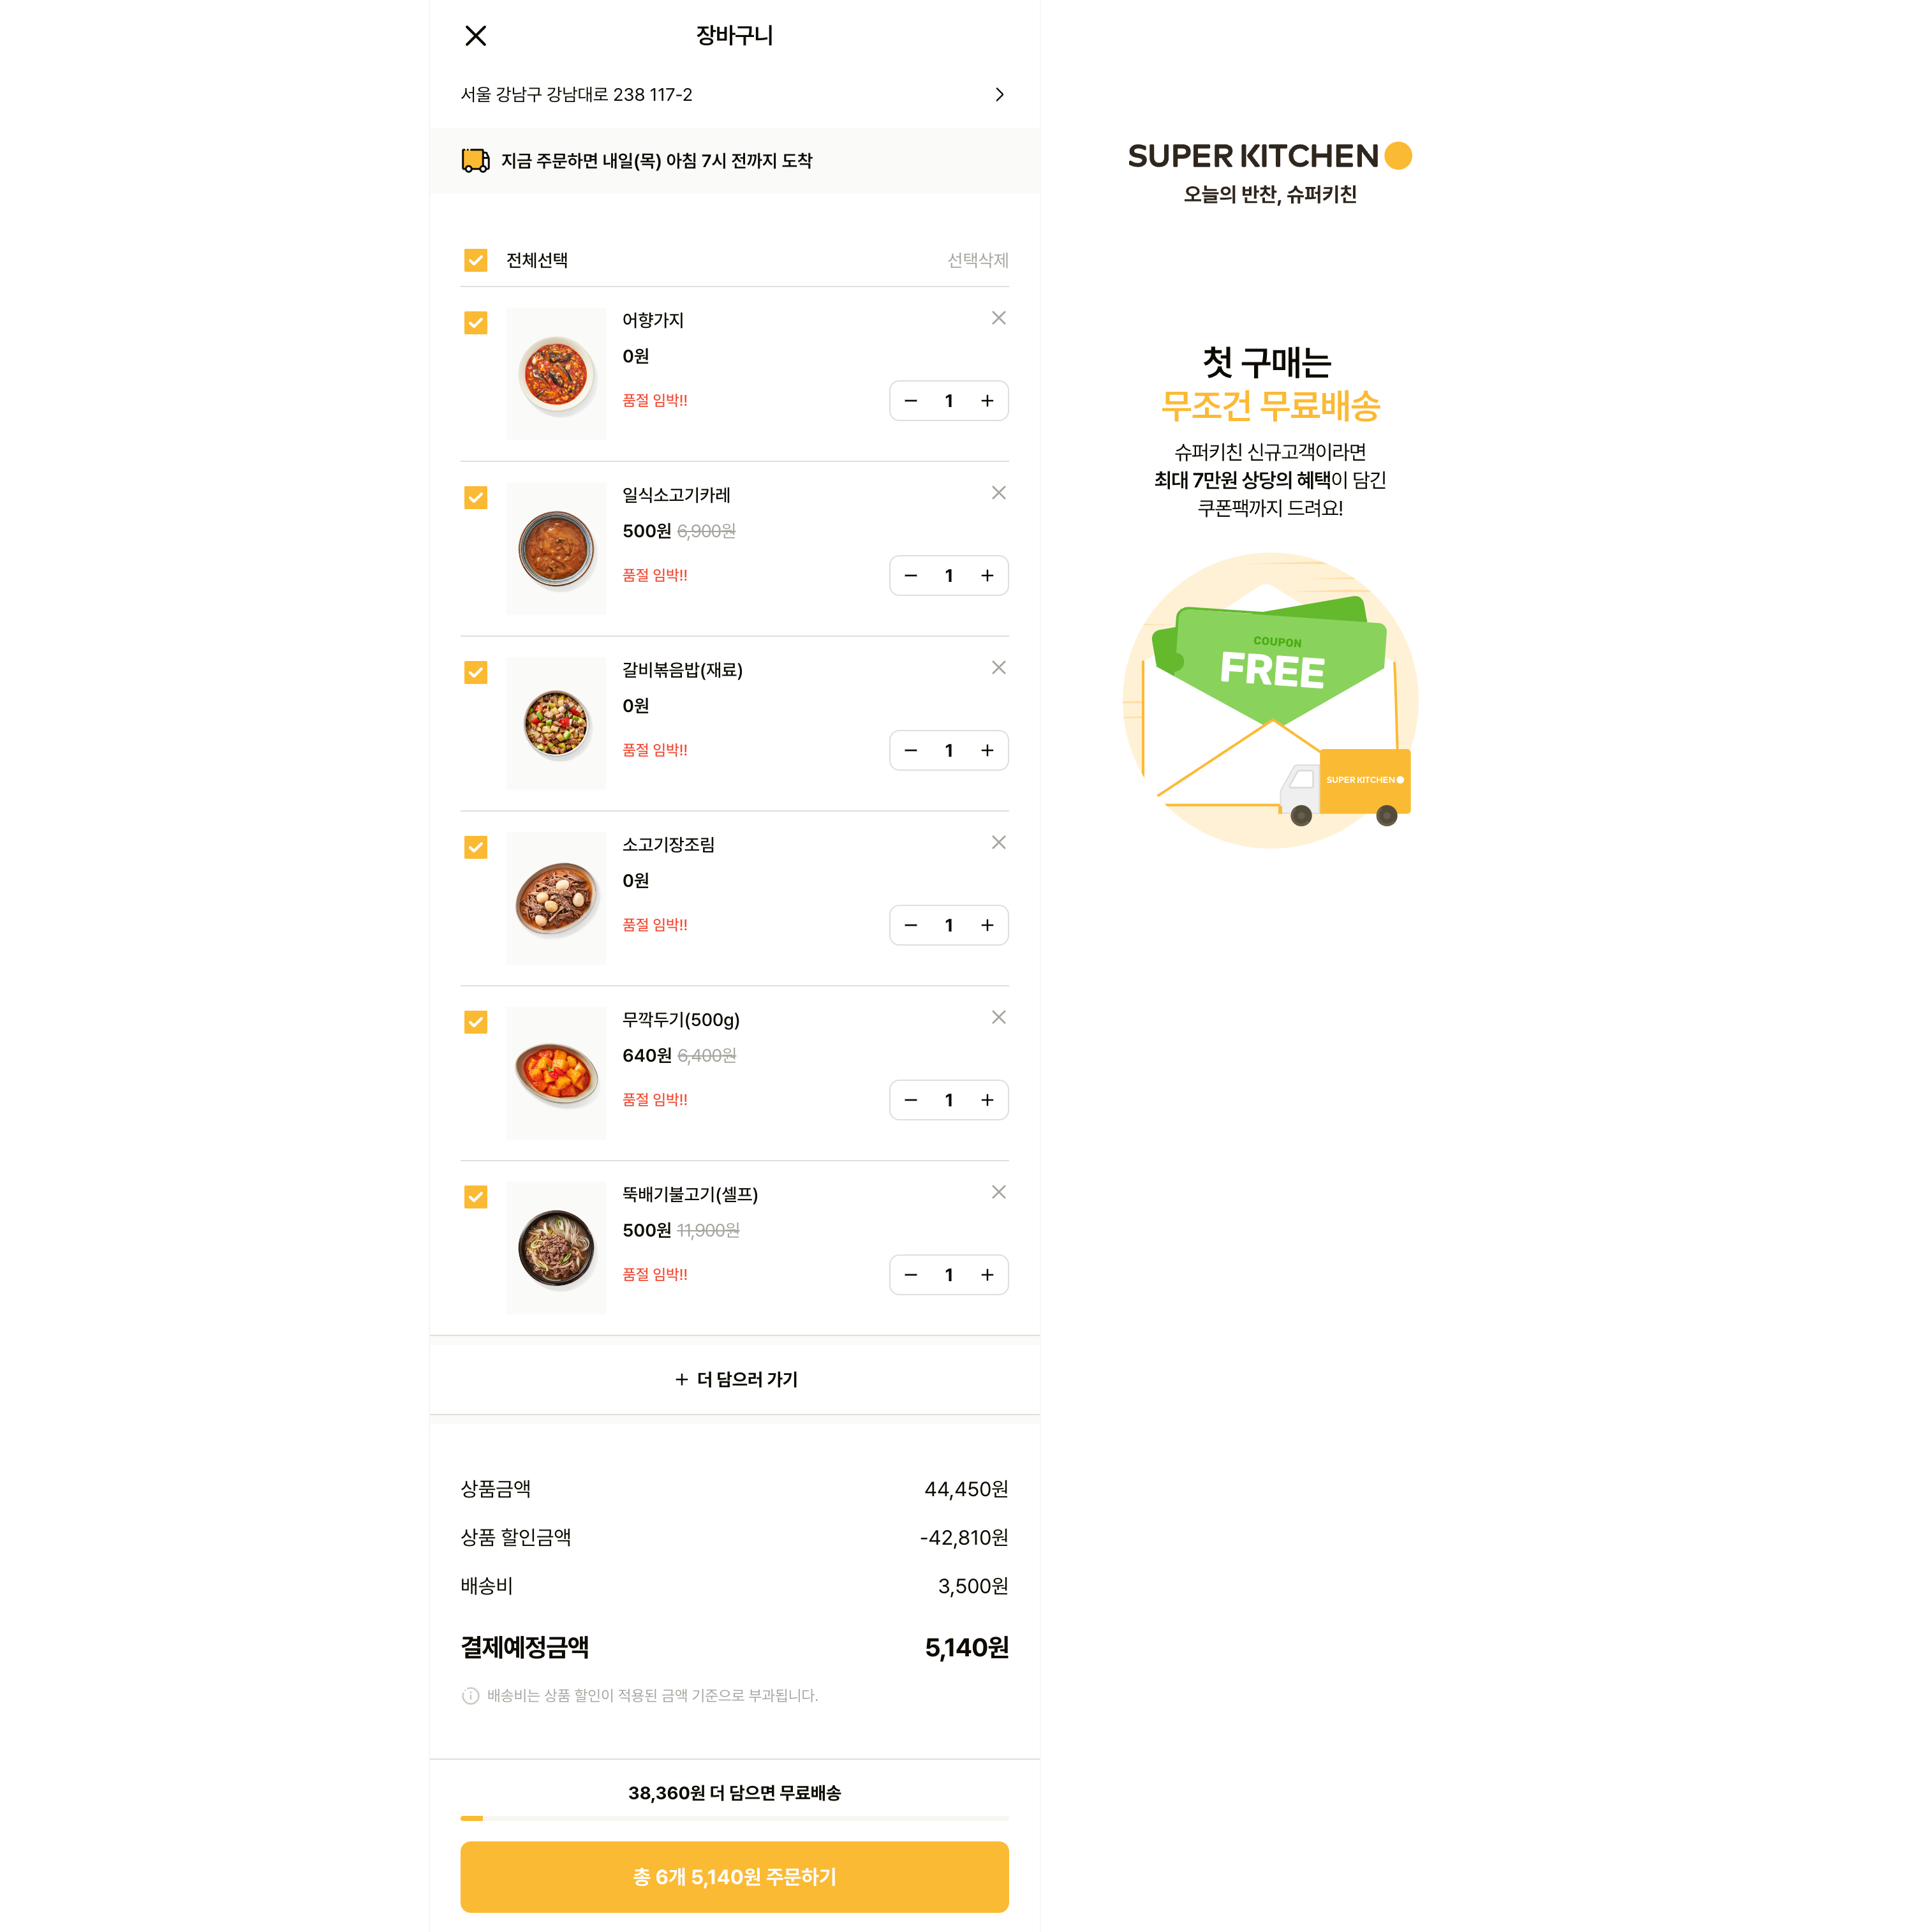 장바구니
서울 강남구 강남대로 238 117-2
지금 주문하면 내일(목) 아침 7시 전까지 도착
전체선택 선택삭제
어향가지
0원
품절 임박!!
1
일식소고기카레
500원 6,900원
품절 임박!!
1
갈비볶음밥(재료)
0원
품절 임박!!
1
소고기장조림
0원
품절 임박!!
1
무깍두기(500g)
640원 6,400원
품절 임박!!
1
뚝배기불고기(셀프)
500원 11,900원
품절 임박!!
1
+ 더 담으러 가기
상품금액 44,450원
상품 할인금액 -42,810원
배송비 3,500원
결제예정금액 5,140원
배송비는 상품 할인이 적용된 금액 기준으로 부과됩니다.
38,360원 더 담으면 무료배송
총 6개 5,140원 주문하기
SUPER KITCHEN
오늘의 반찬, 슈퍼키친
첫 구매는
무조건 무료배송
슈퍼키친 신규고객이라면
최대 7만원 상당의 혜택이 담긴
쿠폰팩까지 드려요!
COUPON
FREE
SUPER KITCHEN